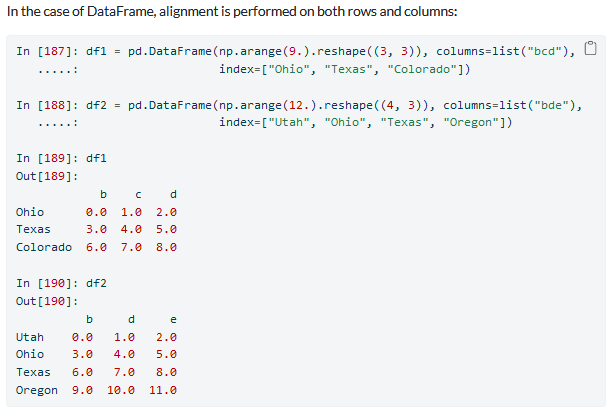 In the case of DataFrame, alignment is performed on both rows and columns:
In [187]: df1 = pd.DataFrame(np.arange(9.).reshape((3, 3)), columns=list("bcd"),
   .....:                    index=["Ohio", "Texas", "Colorado"])
In [188]: df2 = pd.DataFrame(np.arange(12.).reshape((4, 3)), columns=list("bde"),
   .....:                    index=["Utah", "Ohio", "Texas", "Oregon"])
In [189]: df1
Out[189]:
            b    c    d
Ohio      0.0  1.0  2.0
Texas     3.0  4.0  5.0
Colorado  6.0  7.0  8.0
In [190]: df2
Out[190]:
          b     d     e
Utah    0.0   1.0   2.0
Ohio    3.0   4.0   5.0
Texas   6.0   7.0   8.0
Oregon  9.0  10.0  11.0